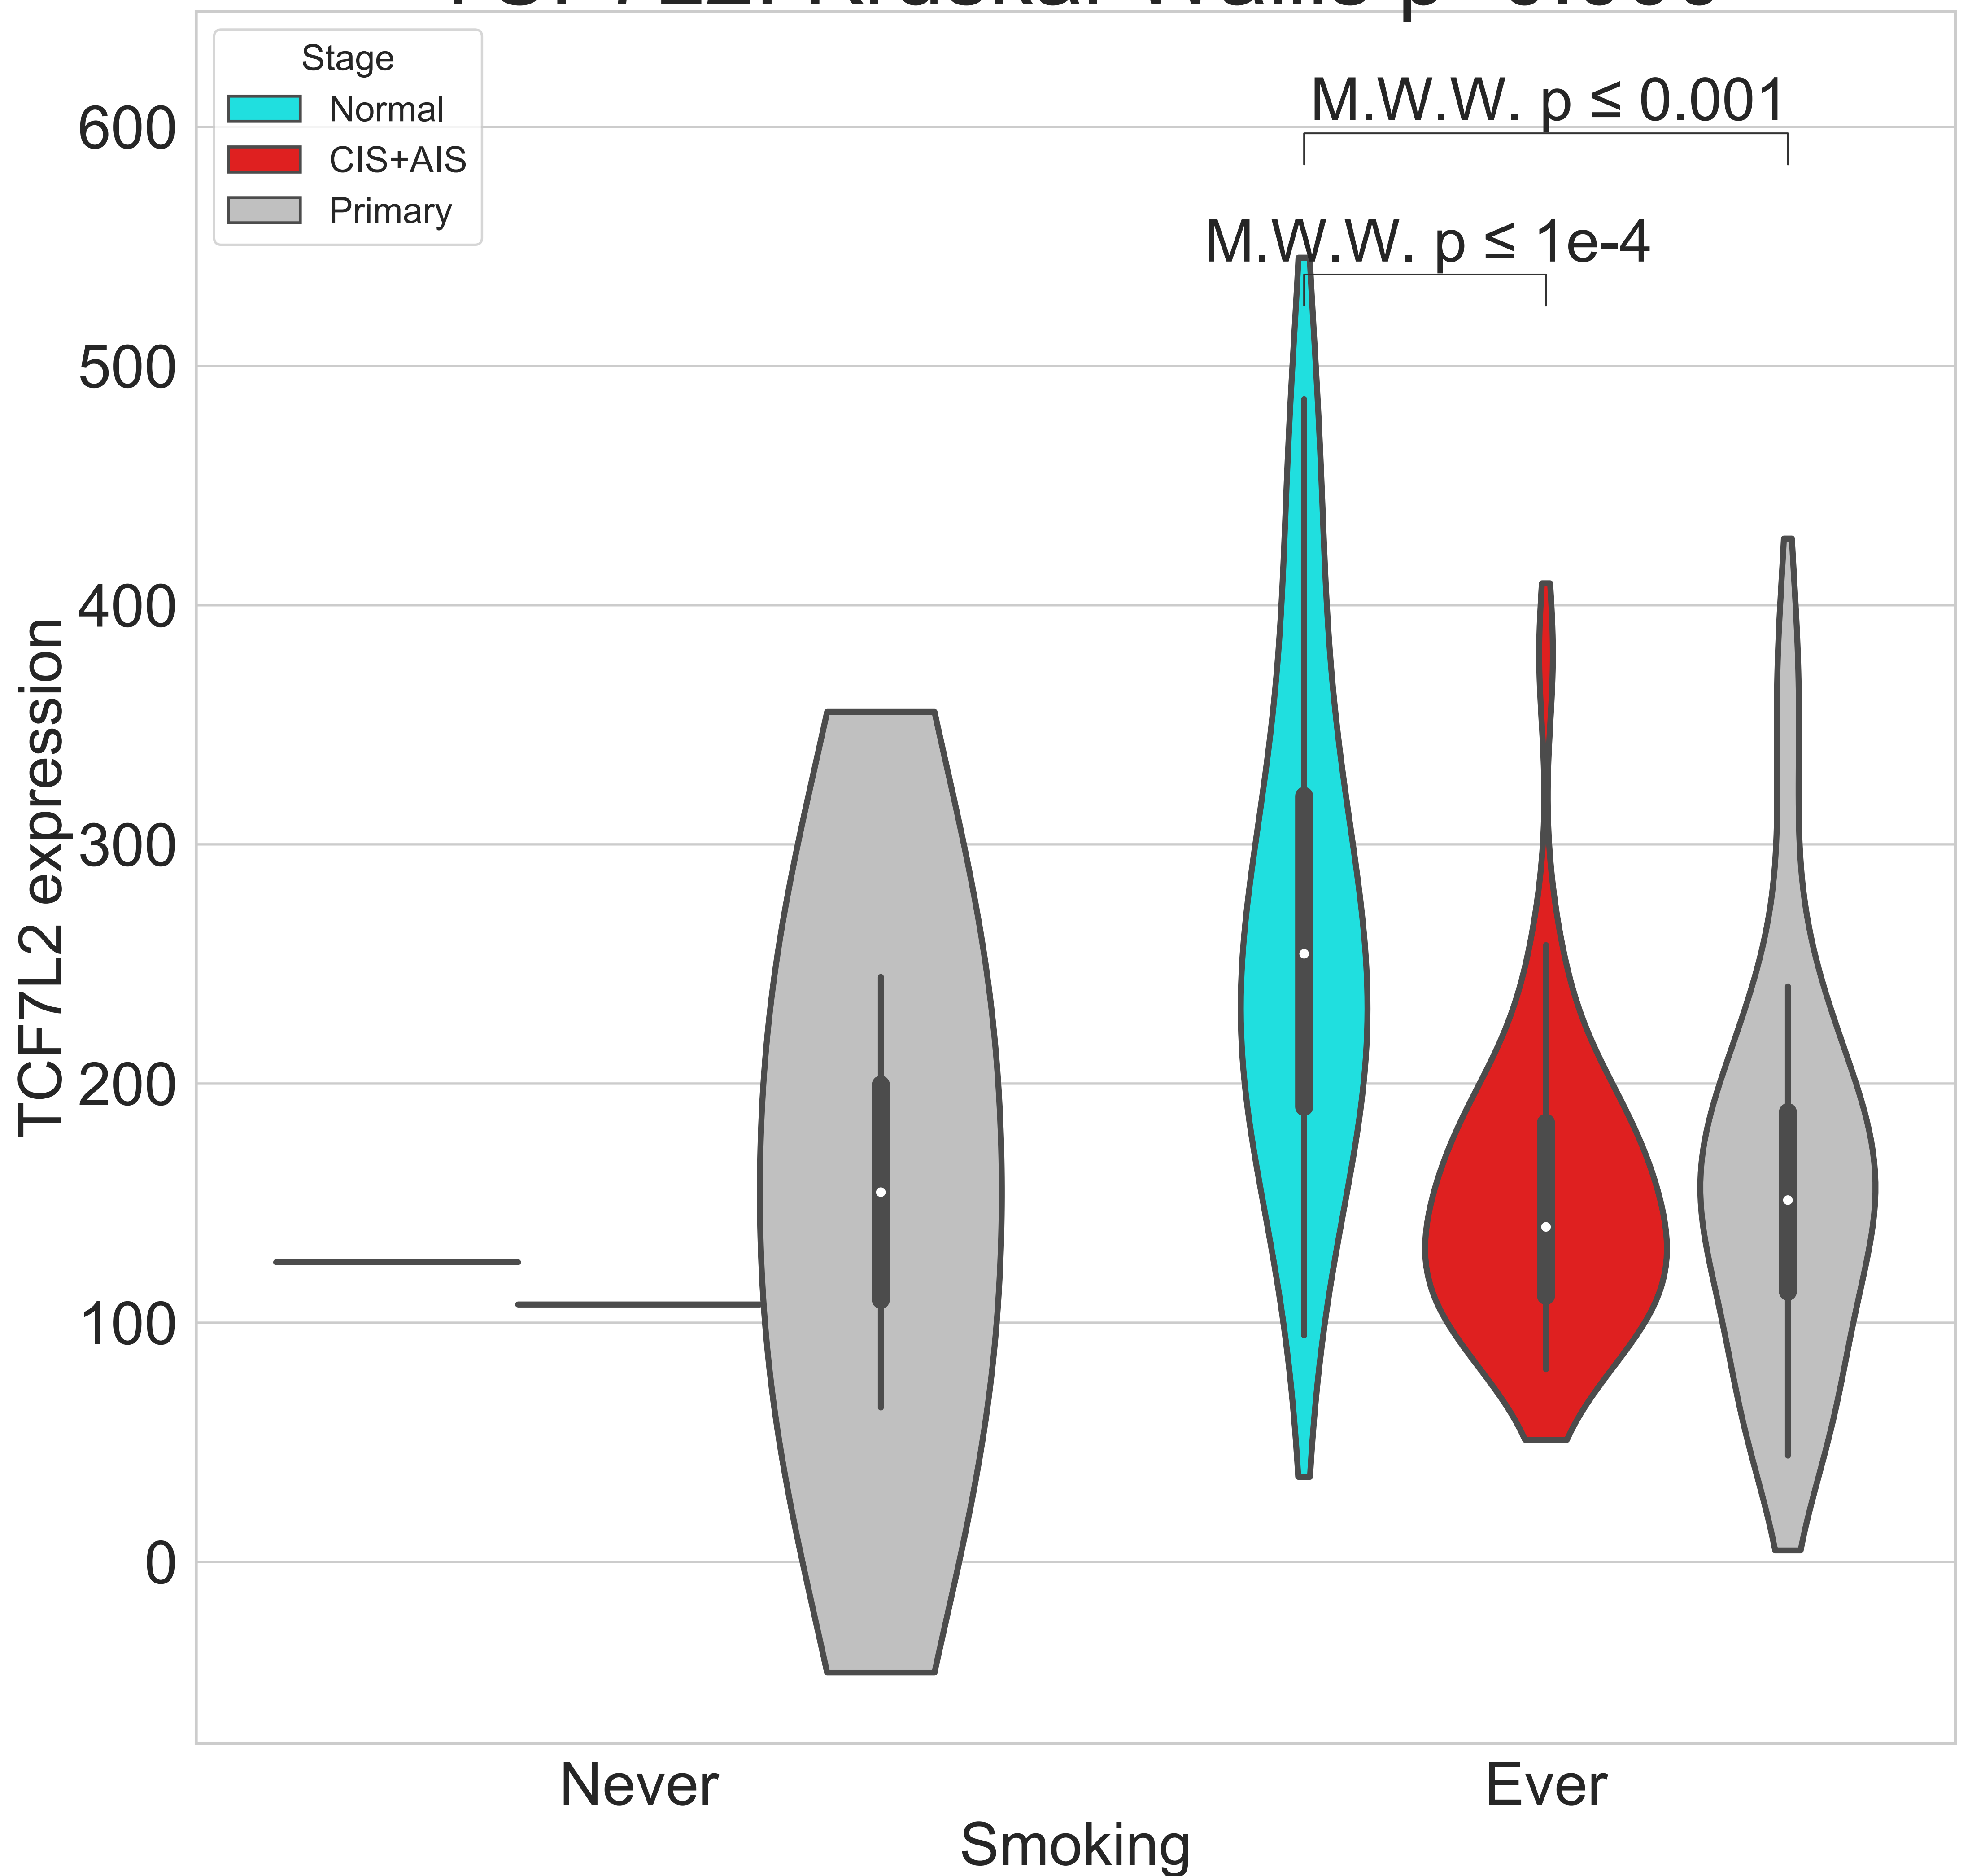 Stage
Normal
CIS+AIS
Primary
M.W.W. p ≤ 0.001
M.W.W. p ≤ 1e-4
600
500
400
300
200
100
0
TCF7L2 expression
Never
Ever
Smoking